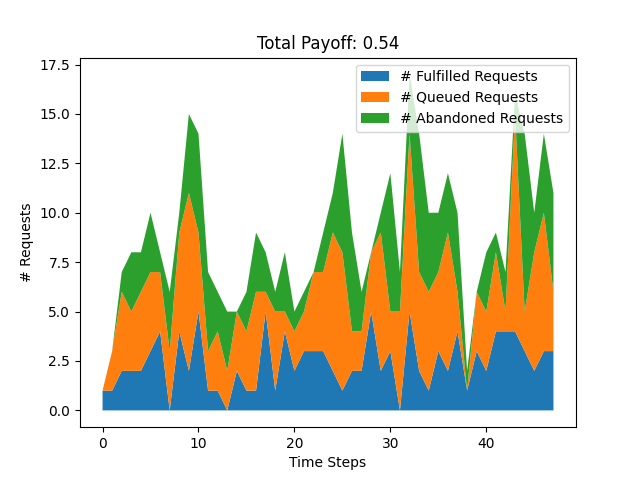 Total Payoff: 0.54
# Fulfilled Requests
# Queued Requests
# Abandoned Requests
17.5
15.0
12.5
10.0
7.5
5.0
2.5
0.0
# Requests
0 10 20 30 40
Time Steps